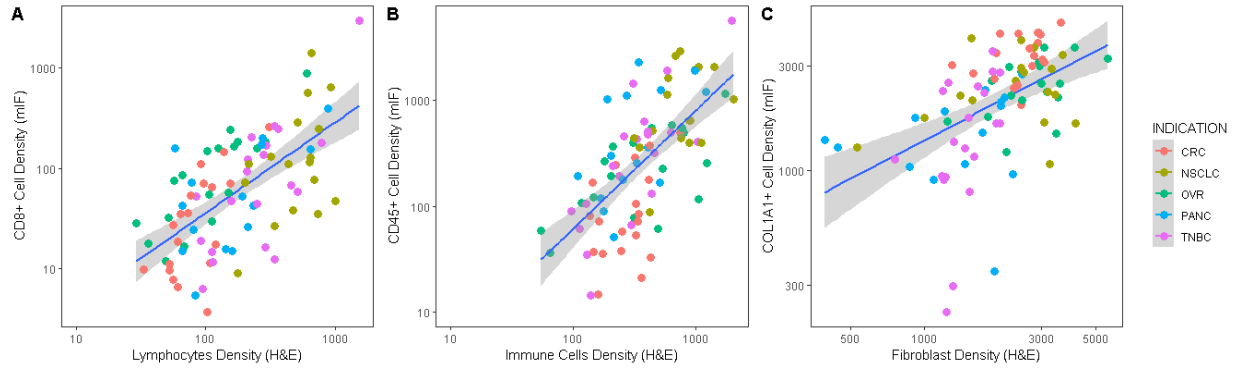 A
CD8+ Cell Density (mIF)
1000
100
10
10
100
1000
Lymphocytes Density (H&E)
B
CD45+ Cell Density (mIF)
1000
100
10
10
100
1000
Immune Cells Density (H&E)
C
COL1A1+ Cell Density (mIF)
3000
1000
300
500
1000
3000
5000
Fibroblast Density (H&E)
INDICATION
CRC
NSCLC
OVR
PANC
TNBC